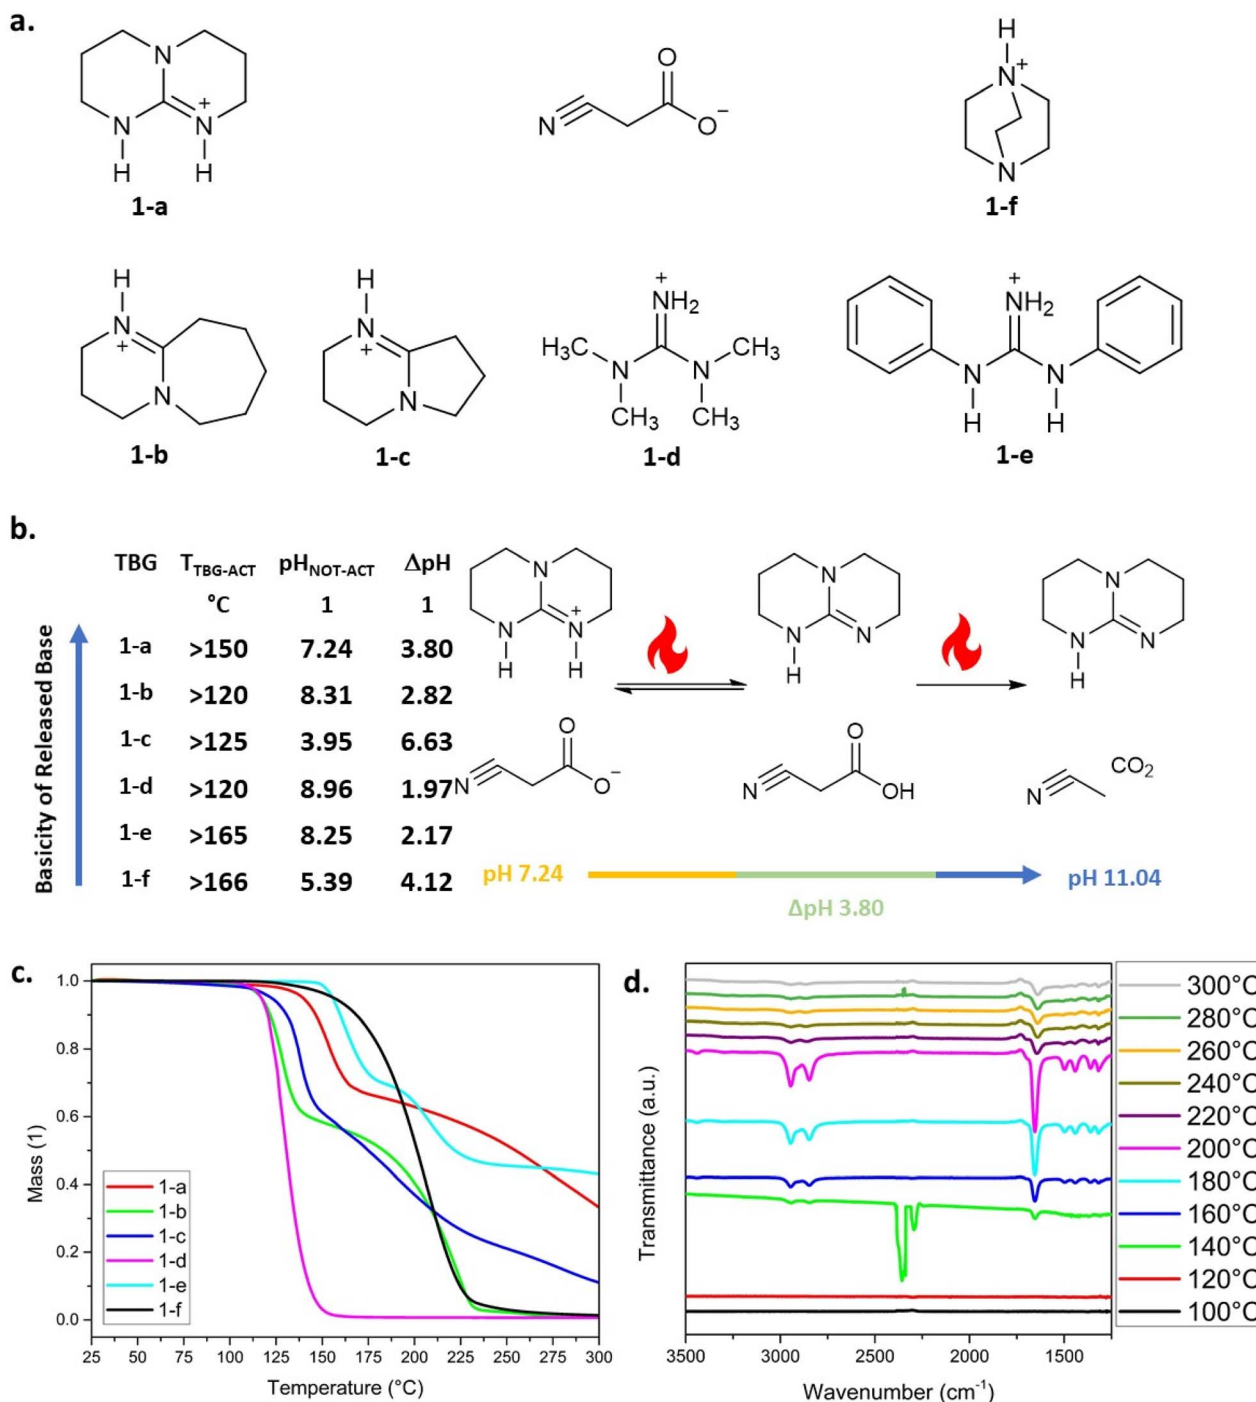 a.
H
N
N
N
+
H
H
1-a
O
N
O
−
N
+
N
1-f
H
N
+
N
1-b
H
N
+
N
1-c
+
NH₂
H₃C
CH₃
N
N
CH₃
CH₃
1-d
+
NH₂
N
N
H
H
1-e
b.
TBG T_TBG-ACT pH_NOT-ACT ΔpH
°C 1 1
1-a >150 7.24 3.80
1-b >120 8.31 2.82
1-c >125 3.95 6.63
1-d >120 8.96 1.97
1-e >165 8.25 2.17
1-f >166 5.39 4.12
Basicity of Released Base
N
N
N
+
H
H
N
N
N
H
N
N
N
H
N
O
O
−
N
O
OH
N
CO₂
pH 7.24
ΔpH 3.80
pH 11.04
c.
Mass (1)
1.0
0.8
0.6
0.4
0.2
0.0
1-a
1-b
1-c
1-d
1-e
1-f
25 50 75 100 125 150 175 200 225 250 275 300
Temperature (°C)
d.
Transmittance (a.u.)
3500 3000 2500 2000 1500
Wavenumber (cm⁻¹)
300°C
280°C
260°C
240°C
220°C
200°C
180°C
160°C
140°C
120°C
100°C